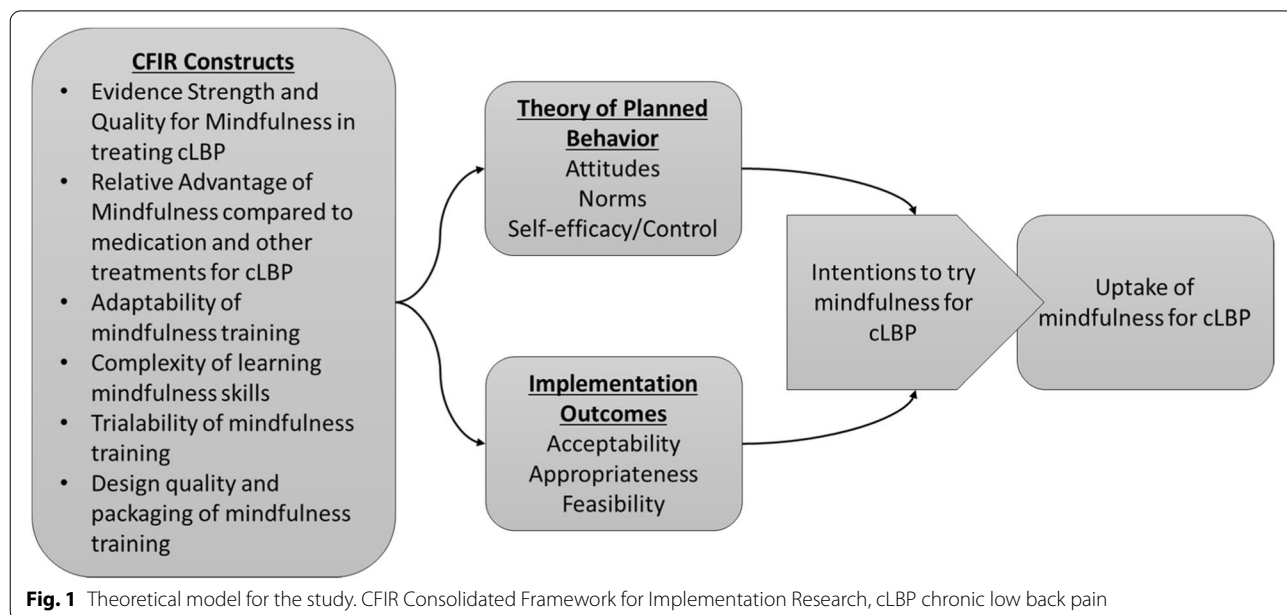 CFIR Constructs
• Evidence Strength and
Quality for Mindfulness in
treating cLBP
• Relative Advantage of
Mindfulness compared to
medication and other
treatments for cLBP
• Adaptability of
mindfulness training
• Complexity of learning
mindfulness skills
• Trialability of mindfulness
training
• Design quality and
packaging of mindfulness
training
Theory of Planned
Behavior
Attitudes
Norms
Self-efficacy/Control
Implementation
Outcomes
Acceptability
Appropriateness
Feasibility
Intentions to try
mindfulness for
cLBP
Uptake of
mindfulness for cLBP
Fig. 1 Theoretical model for the study. CFIR Consolidated Framework for Implementation Research, cLBP chronic low back pain